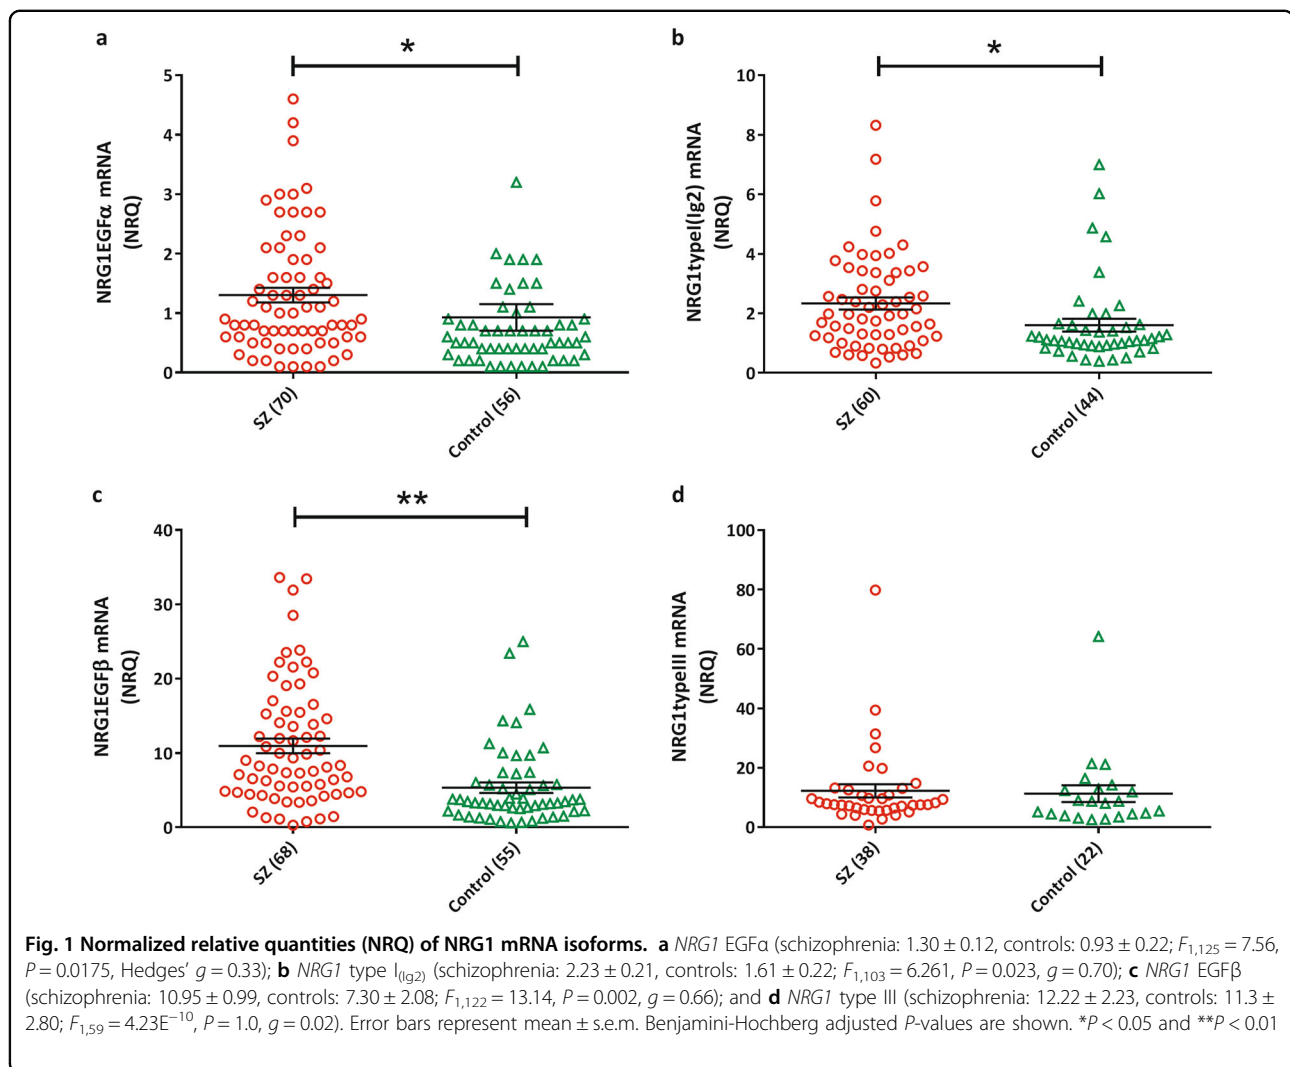 a
*
5
4
3
2
1
0
NRG1EGFα mRNA
(NRQ)
SZ (70)
Control (56)
b
*
10
8
6
4
2
0
NRG1typeI(Ig2) mRNA
(NRQ)
SZ (60)
Control (44)
c
**
40
30
20
10
0
NRG1EGFβ mRNA
(NRQ)
SZ (68)
Control (55)
d
100
80
60
40
20
0
NRG1typeIII mRNA
(NRQ)
SZ (38)
Control (22)
Fig. 1 Normalized relative quantities (NRQ) of NRG1 mRNA isoforms. a NRG1 EGFα (schizophrenia: 1.30 ± 0.12, controls: 0.93 ± 0.22; F1,125 = 7.56,
P = 0.0175, Hedges’ g = 0.33); b NRG1 type I(Ig2) (schizophrenia: 2.23 ± 0.21, controls: 1.61 ± 0.22; F1,103 = 6.261, P = 0.023, g = 0.70); c NRG1 EGFβ
(schizophrenia: 10.95 ± 0.99, controls: 7.30 ± 2.08; F1,122 = 13.14, P = 0.002, g = 0.66); and d NRG1 type III (schizophrenia: 12.22 ± 2.23, controls: 11.3 ±
2.80; F1,59 = 4.23E−10, P = 1.0, g = 0.02). Error bars represent mean ± s.e.m. Benjamini-Hochberg adjusted P-values are shown. *P < 0.05 and **P < 0.01